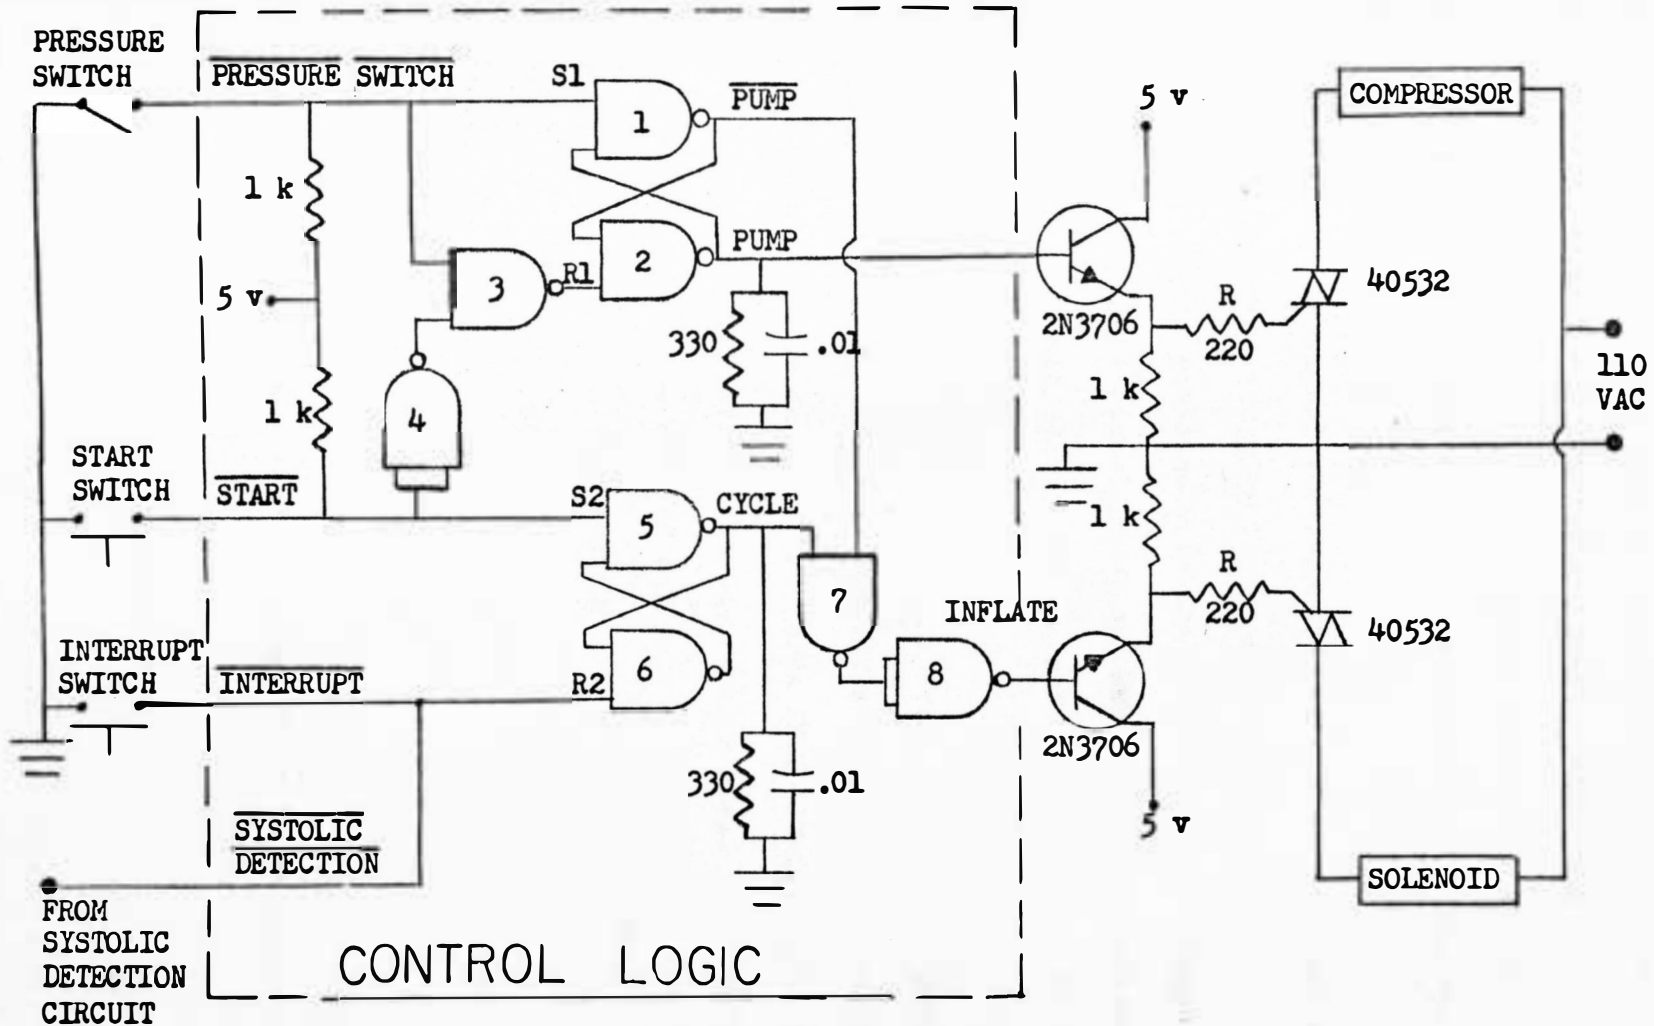 PRESSURE
SWITCH
PRESSURE SWITCH
S1
1
PUMP
5 v
COMPRESSOR
1 k
2
PUMP
3
R1
5 v
40532
2N3706
R
220
330
.01
110
VAC
1 k
4
1 k
START
SWITCH
START
S2
5
CYCLE
1 k
R
220
7
INFLATE
40532
INTERRUPT
SWITCH
INTERRUPT
R2
6
8
2N3706
330
.01
5 v
SYSTOLIC
DETECTION
SOLENOID
FROM
SYSTOLIC
DETECTION
CIRCUIT
CONTROL LOGIC